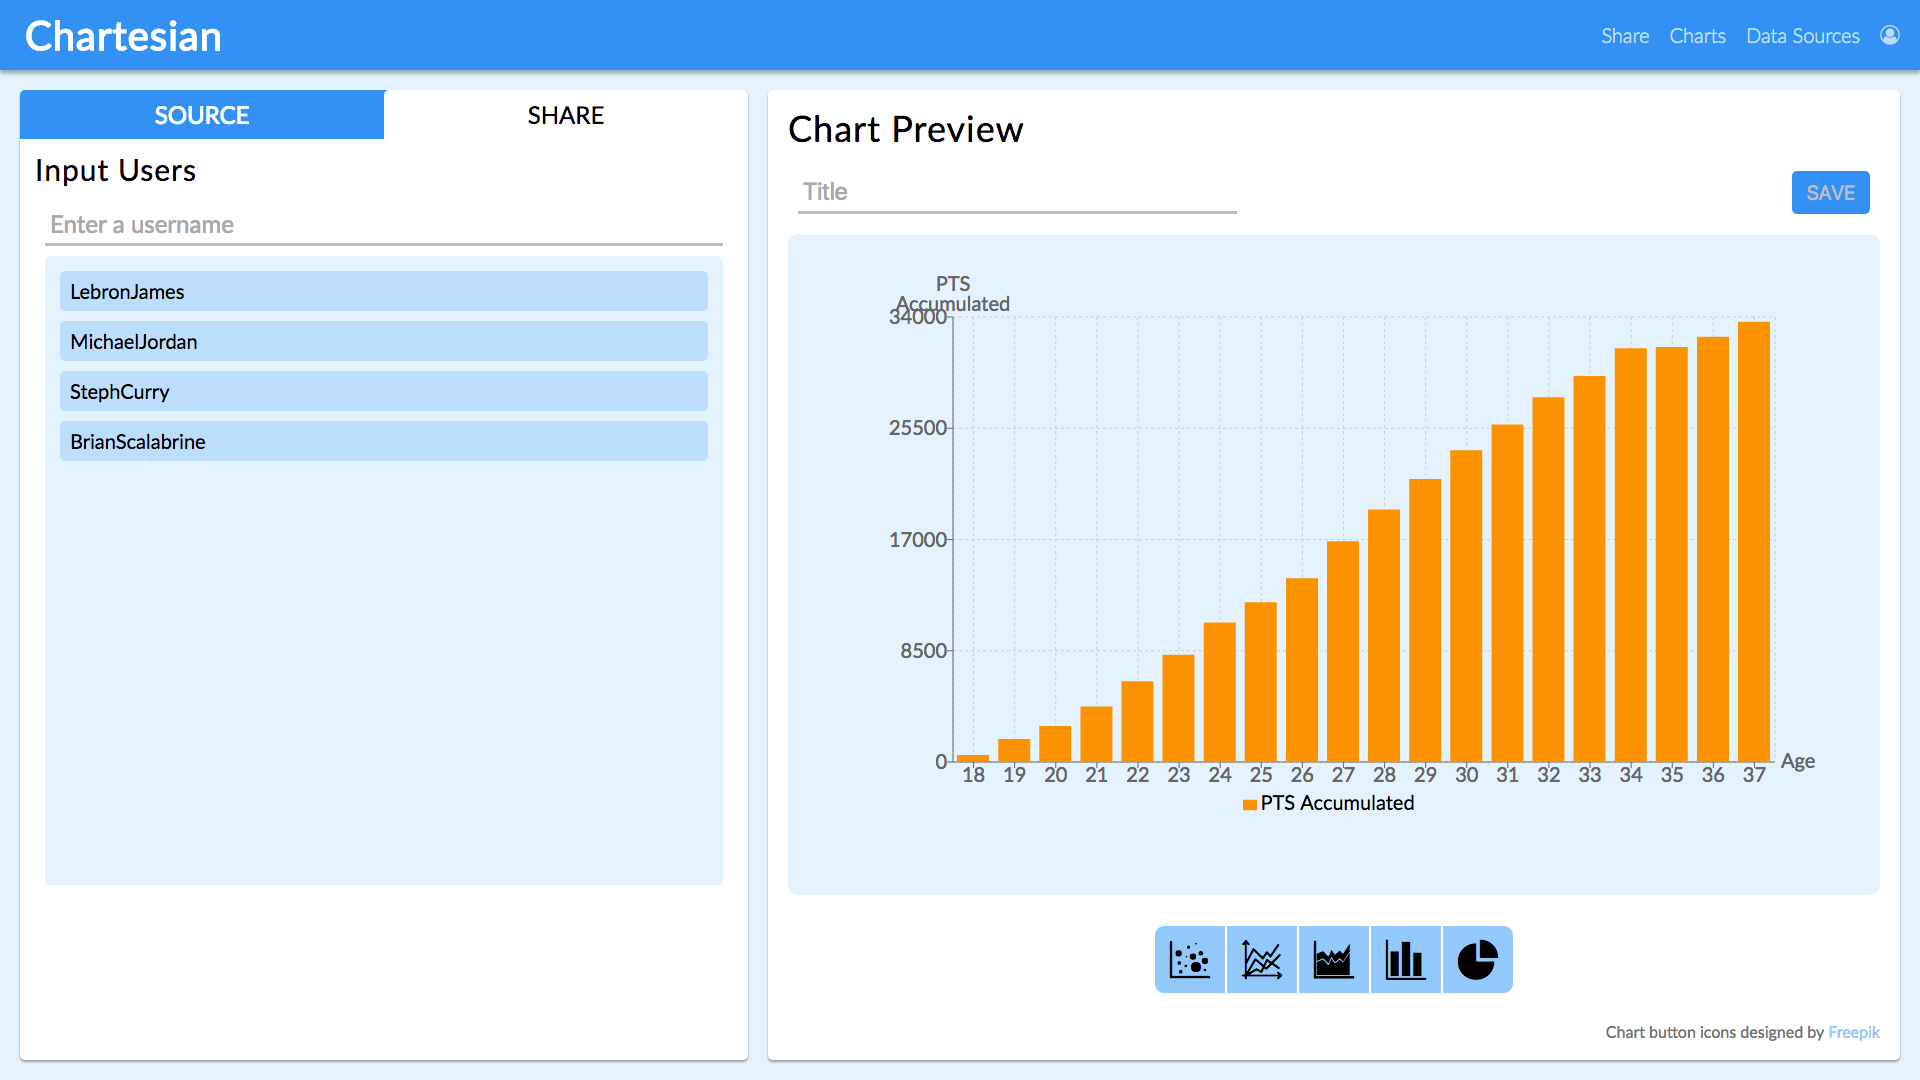 Chartesian
Share Charts Data Sources
SOURCE SHARE
Input Users
Enter a username
LebronJames
MichaelJordan
StephCurry
BrianScalabrine
Chart Preview
Title
SAVE
PTS
Accumulated
34000
25500
17000
8500
0
18 19 20 21 22 23 24 25 26 27 28 29 30 31 32 33 34 35 36 37
Age
PTS Accumulated
Chart button icons designed by Freepik